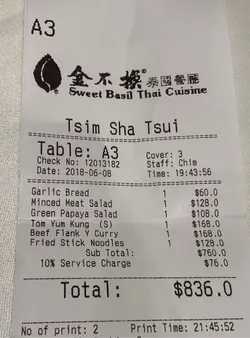 A3
金不換® 泰國餐廳
Sweet Basil Thai Cuisine
Tsim Sha Tsui
Table: A3 Cover: 3
Check No: 12013182 Staff: Chim
Date: 2018-06-08 Time: 19:43:56
Garlic Bread 1 $60.0
Minced Meat Salad 1 $128.0
Green Papaya Salad 1 $108.0
Tom Yum Kung (S) 1 $168.0
Beef Flank Y Curry 1 $168.0
Fried Stick Noodles 1 $128.0
Sub Total: $760.0
10% Service Charge $76.0
Total: $836.0
No of print: 2 Print Time: 21:45:52